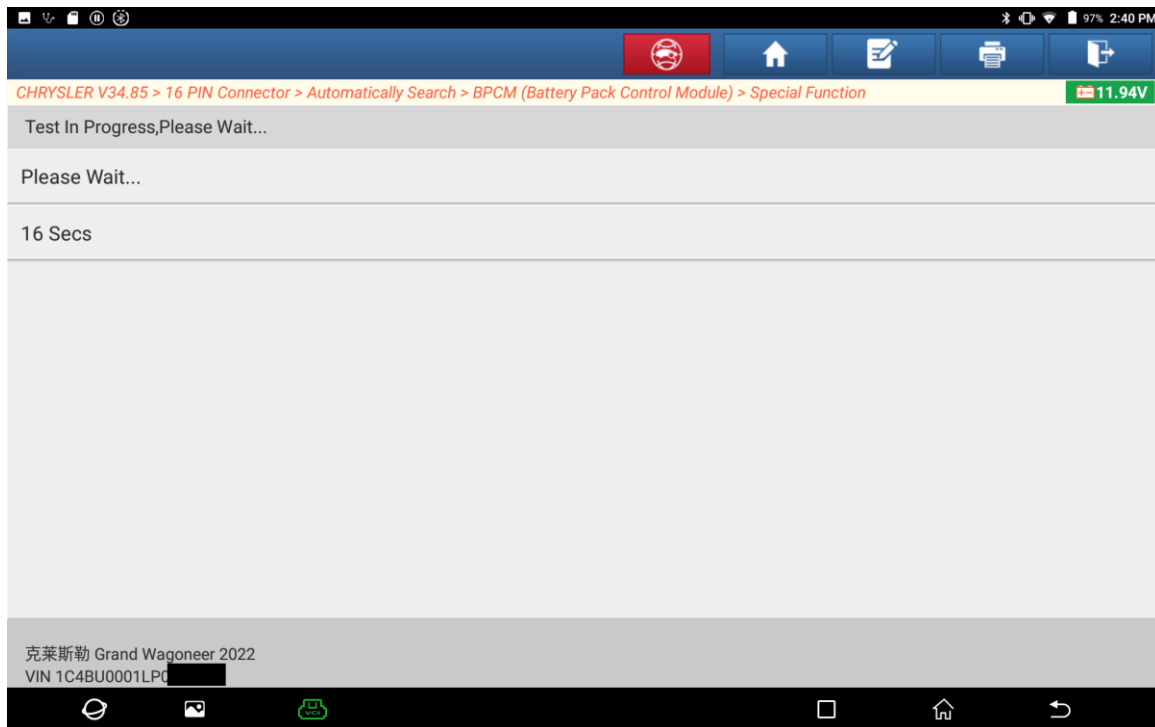 97% 2:40 PM
CHRYSLER V34.85 > 16 PIN Connector > Automatically Search > BPCM (Battery Pack Control Module) > Special Function
11.94V
Test In Progress,Please Wait...
Please Wait...
16 Secs
克莱斯勒 Grand Wagoneer 2022
VIN 1C4BU0001LP0
VCI